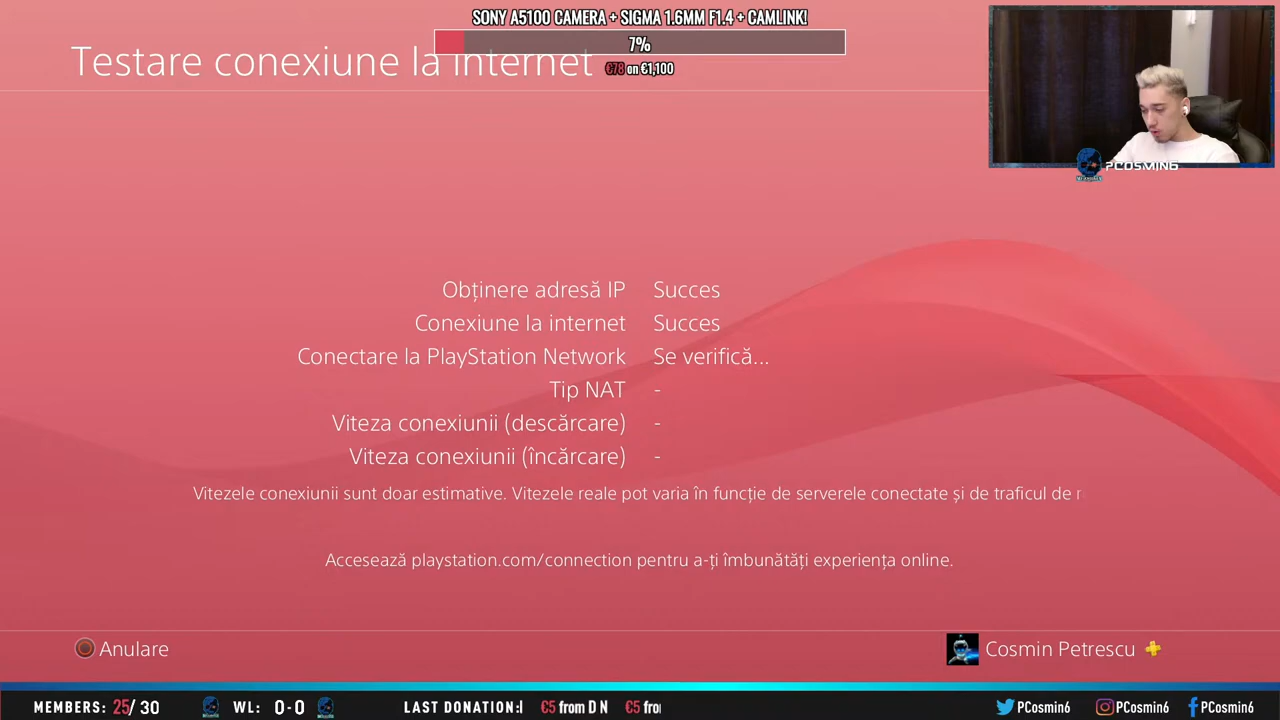 SONY A5100 CAMERA + SIGMA 1.6MM F1.4 + CAMLINK!
7%
Testare conexiune la internet
€78 on €1,100
PCOSMIN6
Obținere adresă IP Succes
Conexiune la internet Succes
Conectare la PlayStation Network Se verifică...
Tip NAT -
Viteza conexiunii (descărcare) -
Viteza conexiunii (încărcare) -
Vitezele conexiunii sunt doar estimative. Vitezele reale pot varia în funcție de serverele conectate și de traficul de r
Accesează playstation.com/connection pentru a-ți îmbunătăți experiența online.
Anulare
Cosmin Petrescu
MEMBERS: 25/ 30 WL: 0-0 LAST DONATION: €5 from D N €5 fro PCosmin6 PCosmin6 PCosmin6